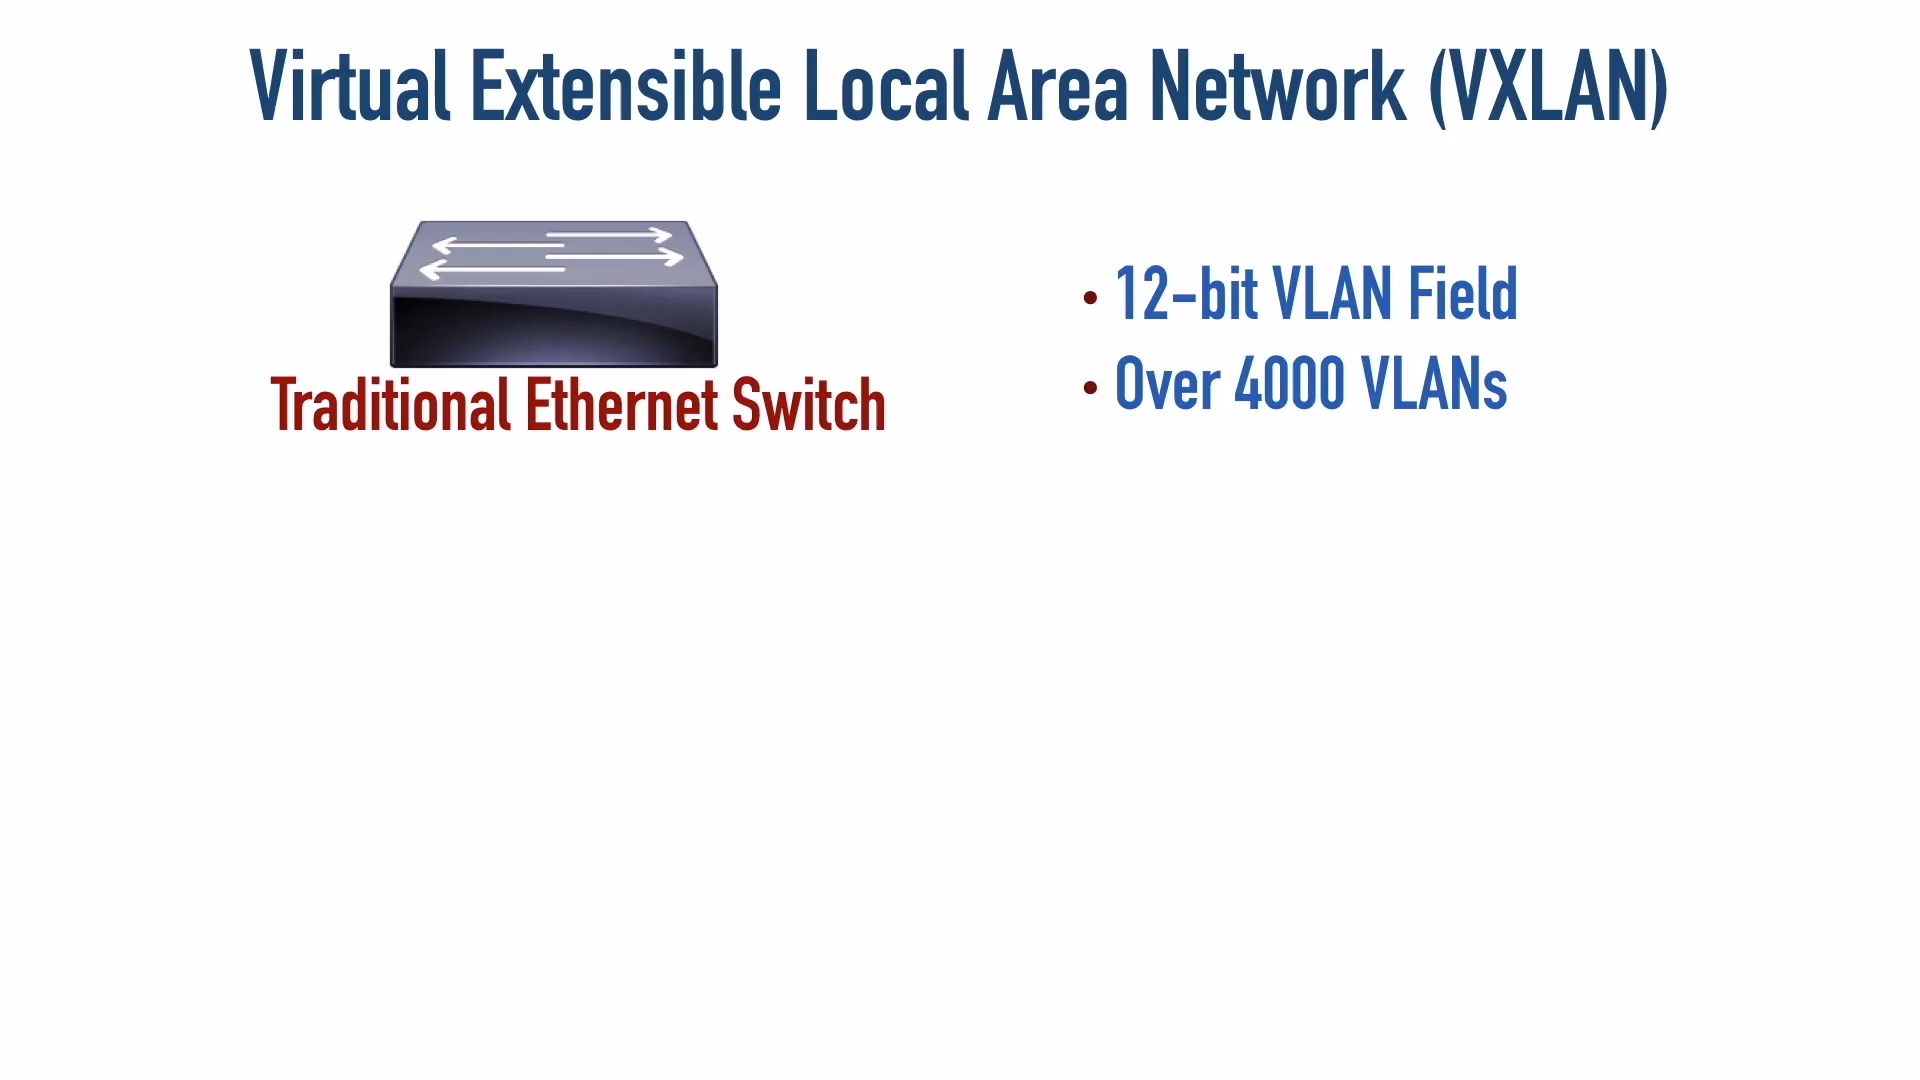 Virtual Extensible Local Area Network (VXLAN)
Traditional Ethernet Switch
• 12-bit VLAN Field
• Over 4000 VLANs